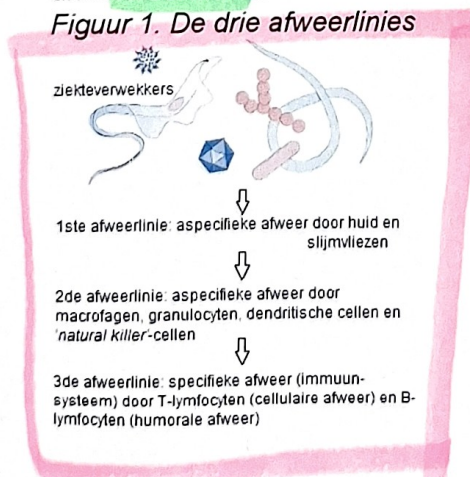 Figuur 1. De drie afweerlinies
ziekteverwekkers
1ste afweerlinie: aspecifieke afweer door huid en
slijmvliezen
2de afweerlinie: aspecifieke afweer door
macrofagen, granulocyten, dendritische cellen en
'natural killer'-cellen
3de afweerlinie: specifieke afweer (immuun-
systeem) door T-lymfocyten (cellulaire afweer) en B-
lymfocyten (humorale afweer)